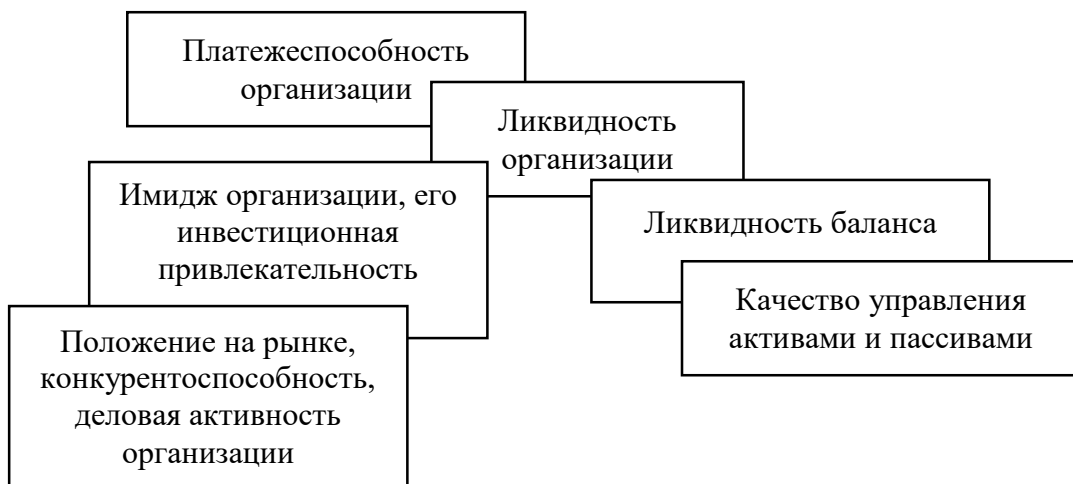 Платежеспособность
организации
Ликвидность
организации
Имидж организации, его
инвестиционная
привлекательность
Ликвидность баланса
Качество управления
активами и пассивами
Положение на рынке,
конкурентоспособность,
деловая активность
организации